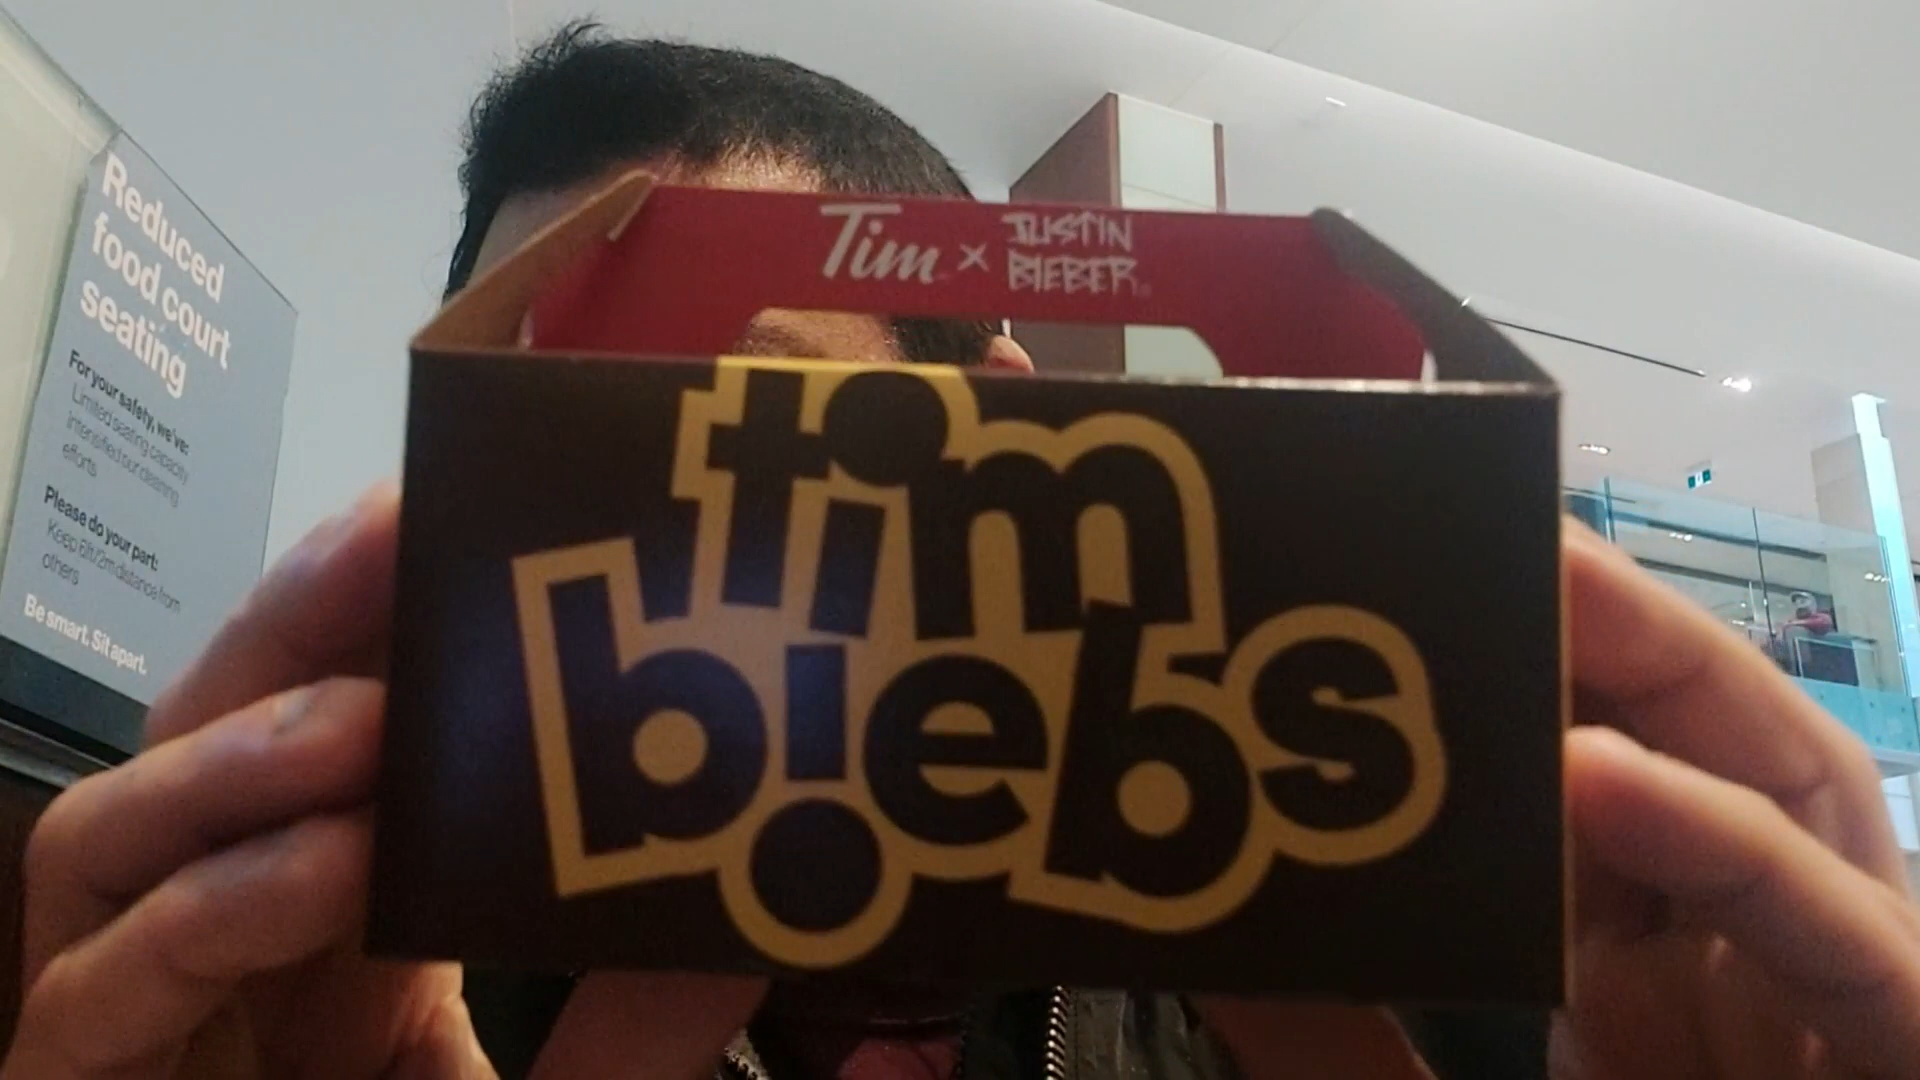 Reduced
food court
seating
For your safety, we've:
Limited seating capacity
Intensified our cleaning
efforts
Please do your part:
Keep 6ft/2m distance from
others
Be smart. Sit apart.
Tim x JUSTIN
BIEBER
tim
biebs